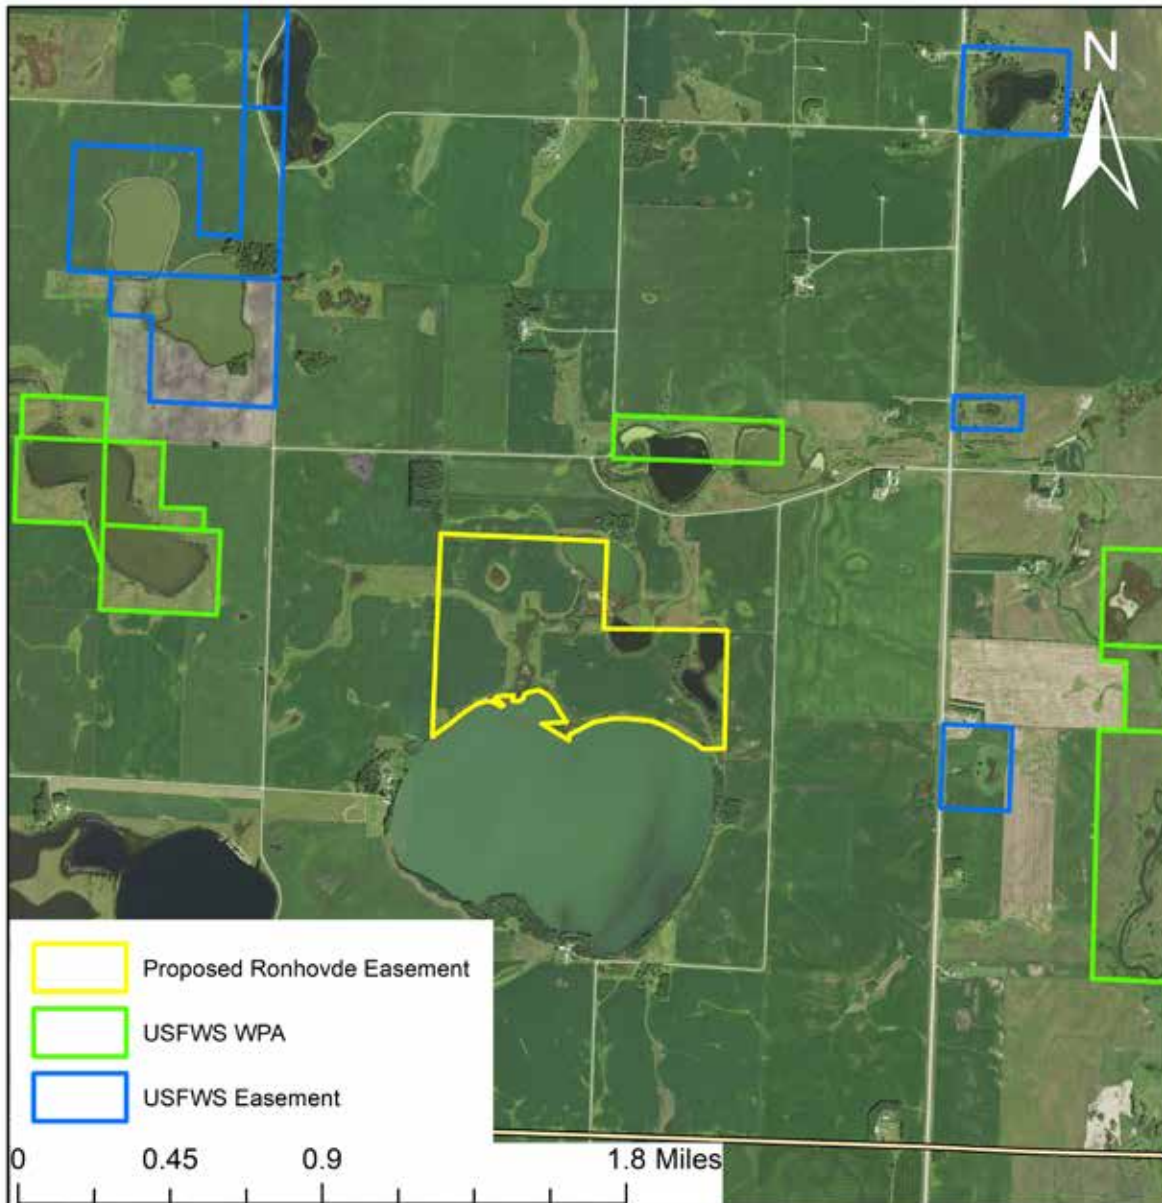 N
Proposed Ronhovde Easement
USFWS WPA
USFWS Easement
0 0.45 0.9 1.8 Miles